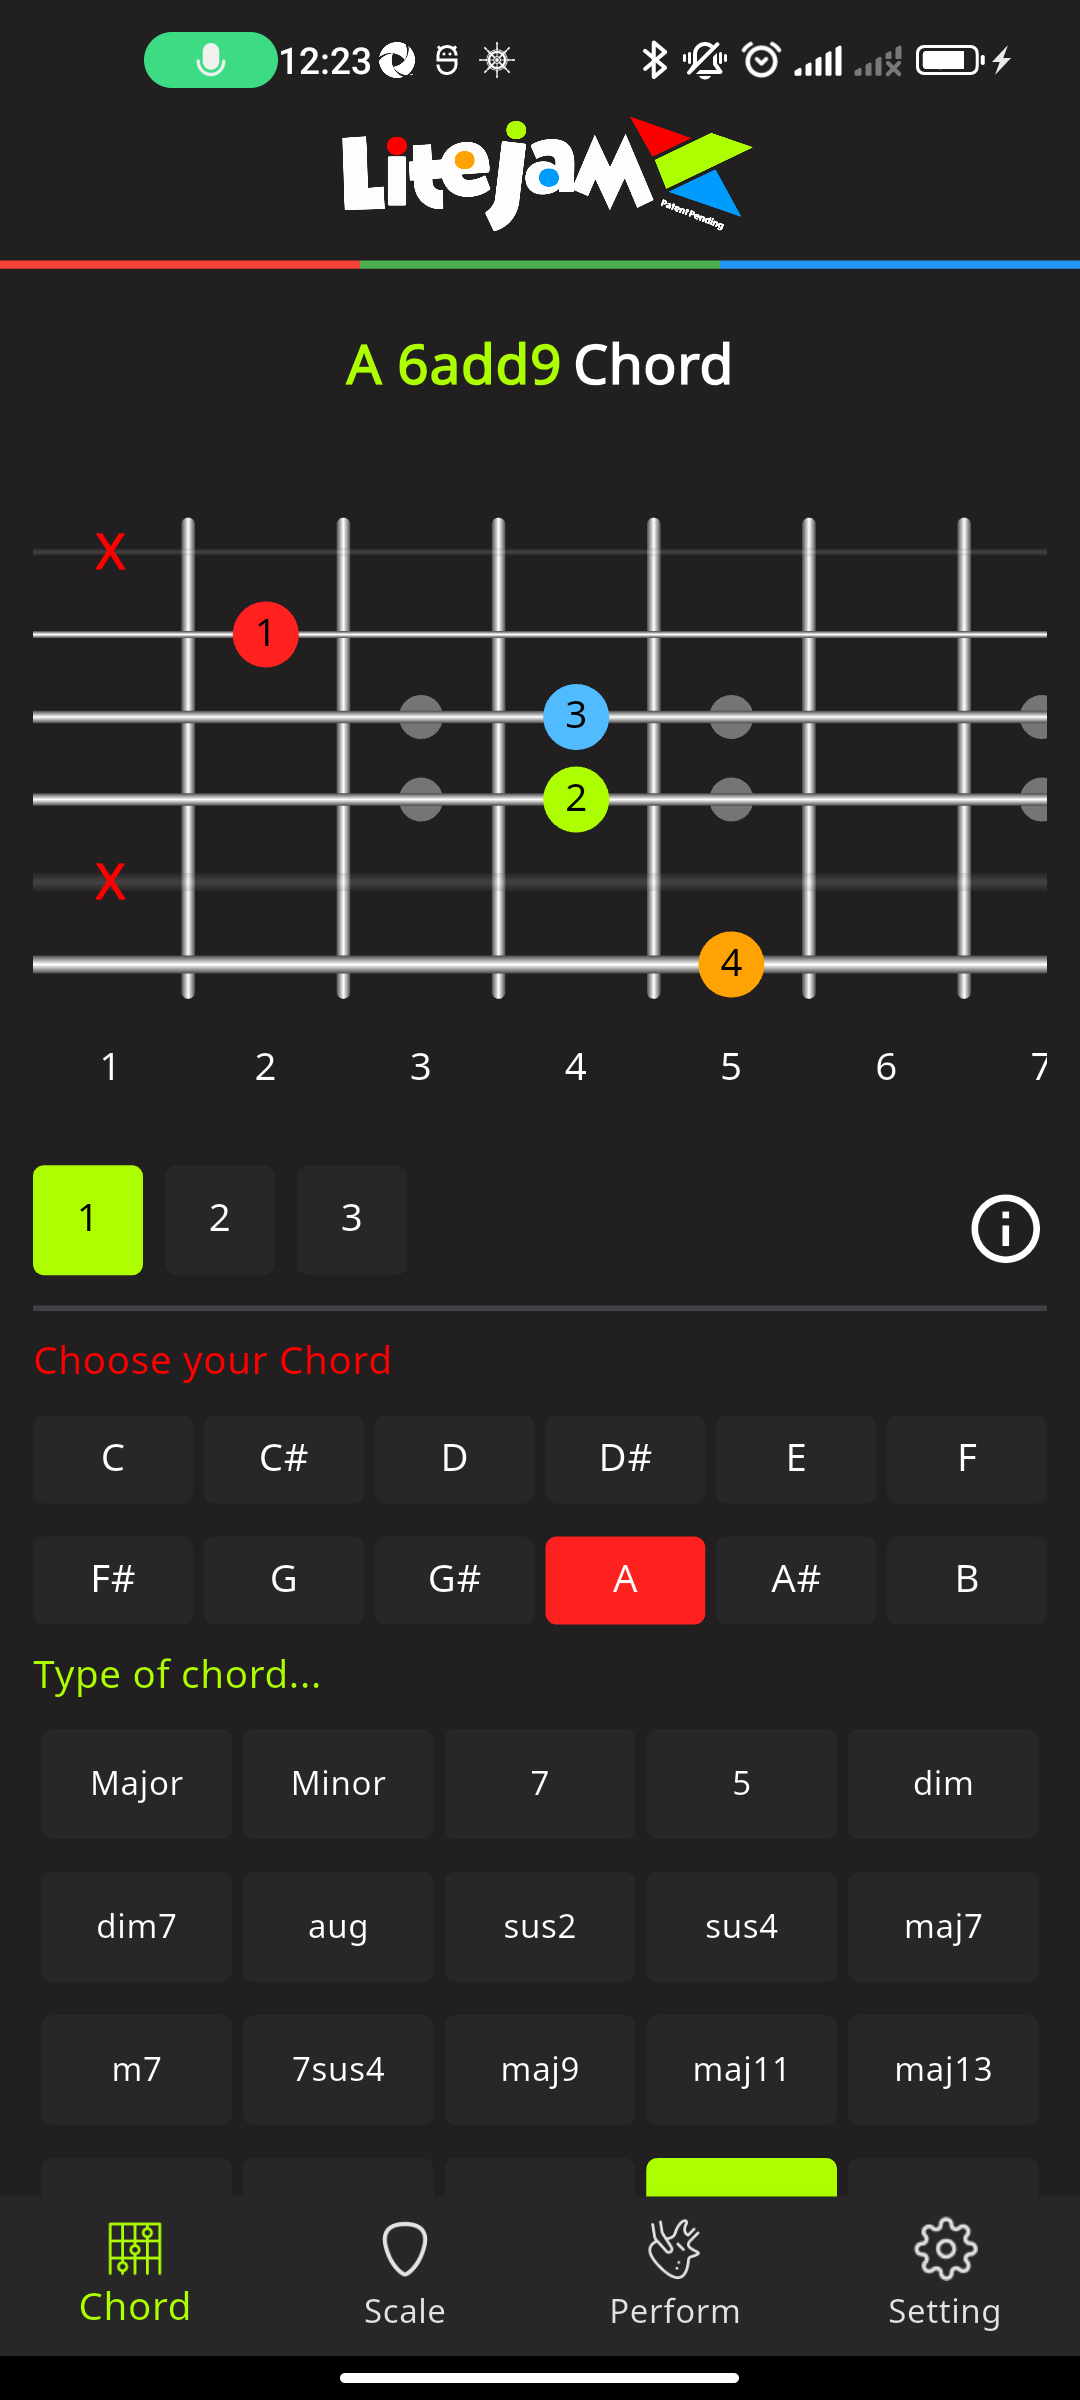 12:23
Litejam
Patent Pending
A 6add9 Chord
X
1
3
2
X
4
1 2 3 4 5 6 7
1 2 3
Choose your Chord
C C# D D# E F
F# G G# A A# B
Type of chord...
Major Minor 7 5 dim
dim7 aug sus2 sus4 maj7
m7 7sus4 maj9 maj11 maj13
Chord Scale Perform Setting